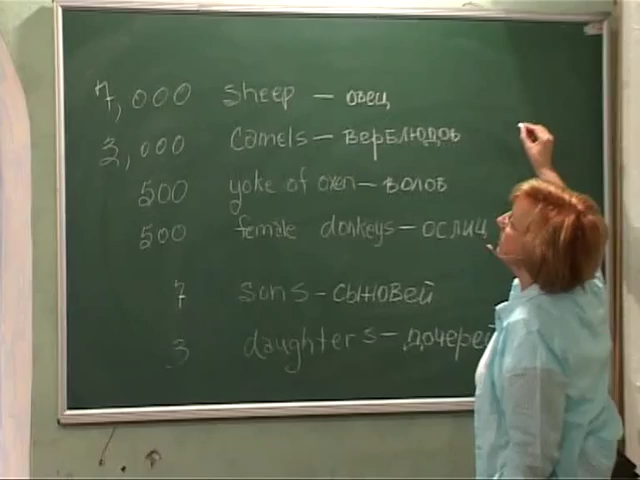 7,000 sheep – овец
3,000 camels – верблюдов
500 yoke of oxen – волов
500 female donkeys – ослиц
7 sons – сыновей
3 daughters – дочерей